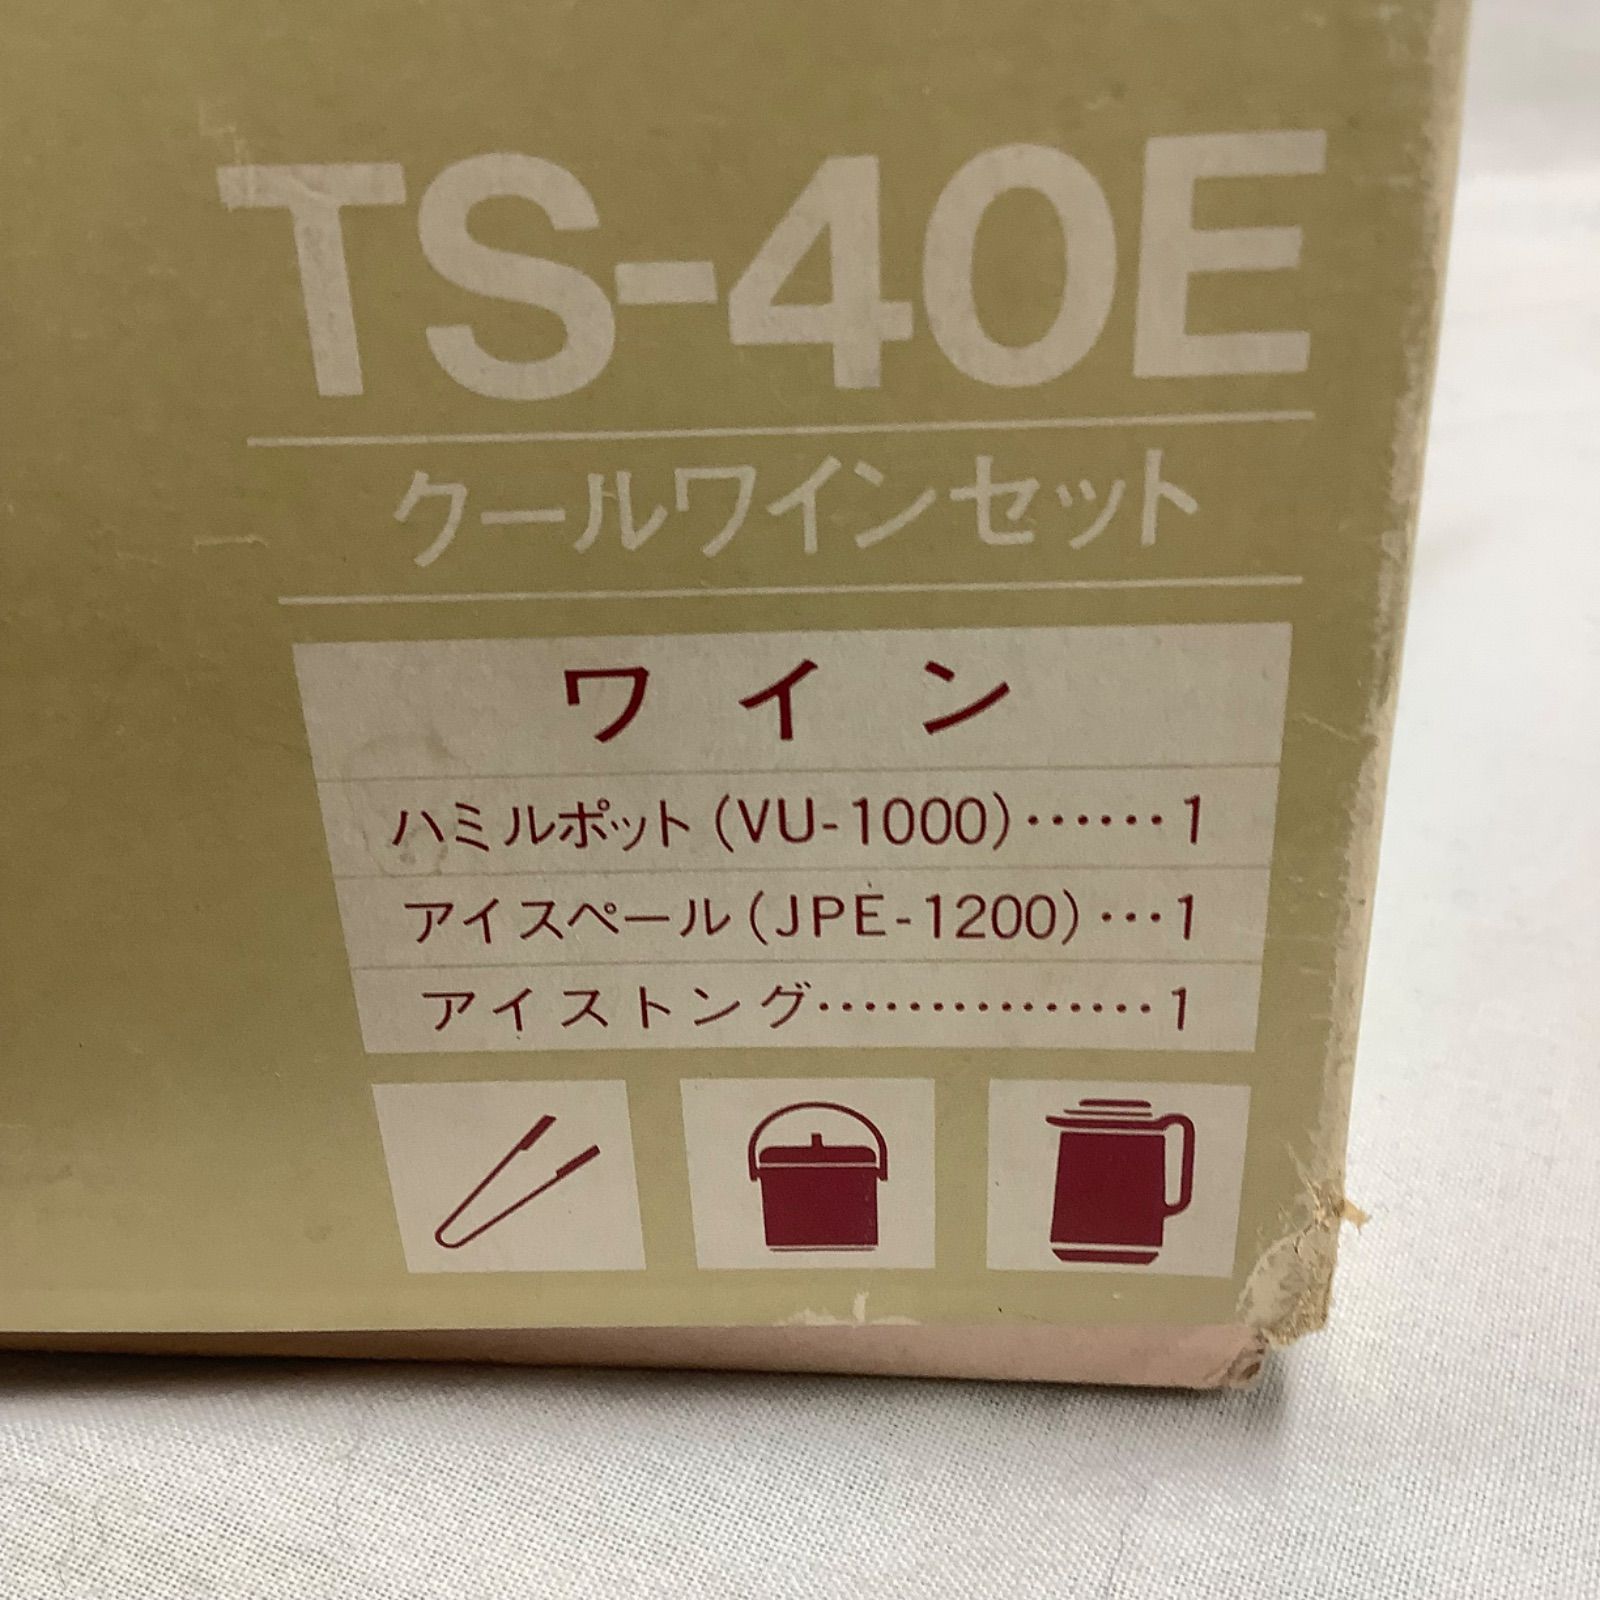 TS-40E
クールワインセット
ワイン
ハミルポット(VU-1000)……1
アイスペール(JPE-1200)…1
アイストング……………1